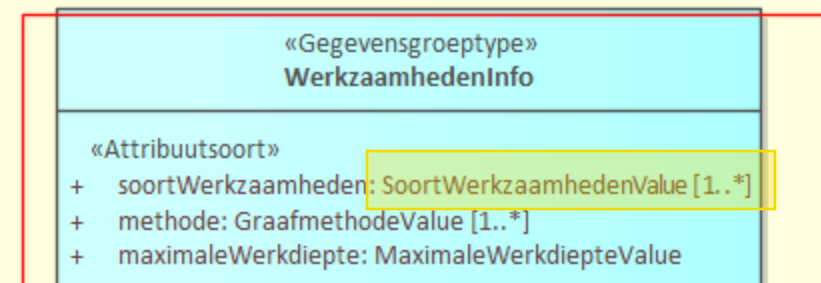 «Gegevensgroeptype»
WerkzaamhedenInfo
«Attribuutsoort»
+ soortWerkzaamheden: SoortWerkzaamhedenValue [1..*]
+ methode: GraafmethodeValue [1..*]
+ maximaleWerkdiepte: MaximaleWerkdiepteValue